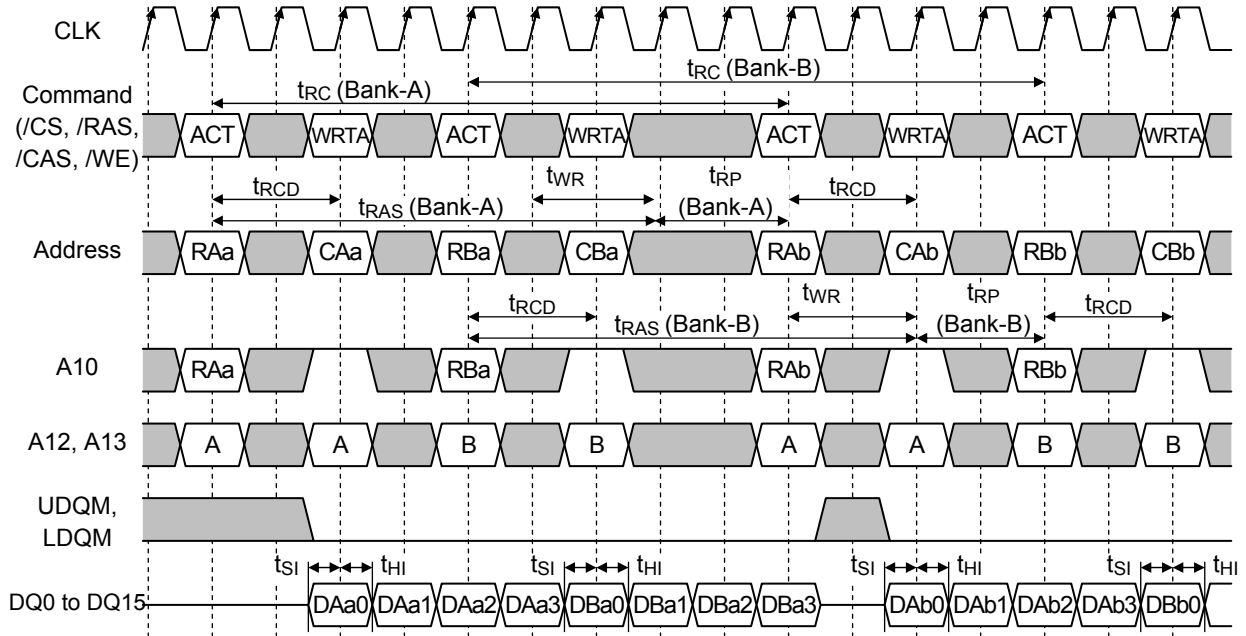 CLK
tRC (Bank-B)
tRC (Bank-A)
Command
(/CS, /RAS,
/CAS, /WE)
ACT WRTA ACT WRTA ACT WRTA ACT WRTA
tRCD tWR tRP tRCD
tRAS (Bank-A) (Bank-A)
Address RAa CAa RBa CBa RAb CAb RBb CBb
tRCD tWR tRP tRCD
tRAS (Bank-B) (Bank-B)
A10 RAa RBa RAb RBb
A12, A13 A A B B A A B B
UDQM,
LDQM
tSI tHI tSI tHI tSI tHI tSI tHI
DQ0 to DQ15 DAa0 DAa1 DAa2 DAa3 DBa0 DBa1 DBa2 DBa3 DAb0 DAb1 DAb2 DAb3 DBb0